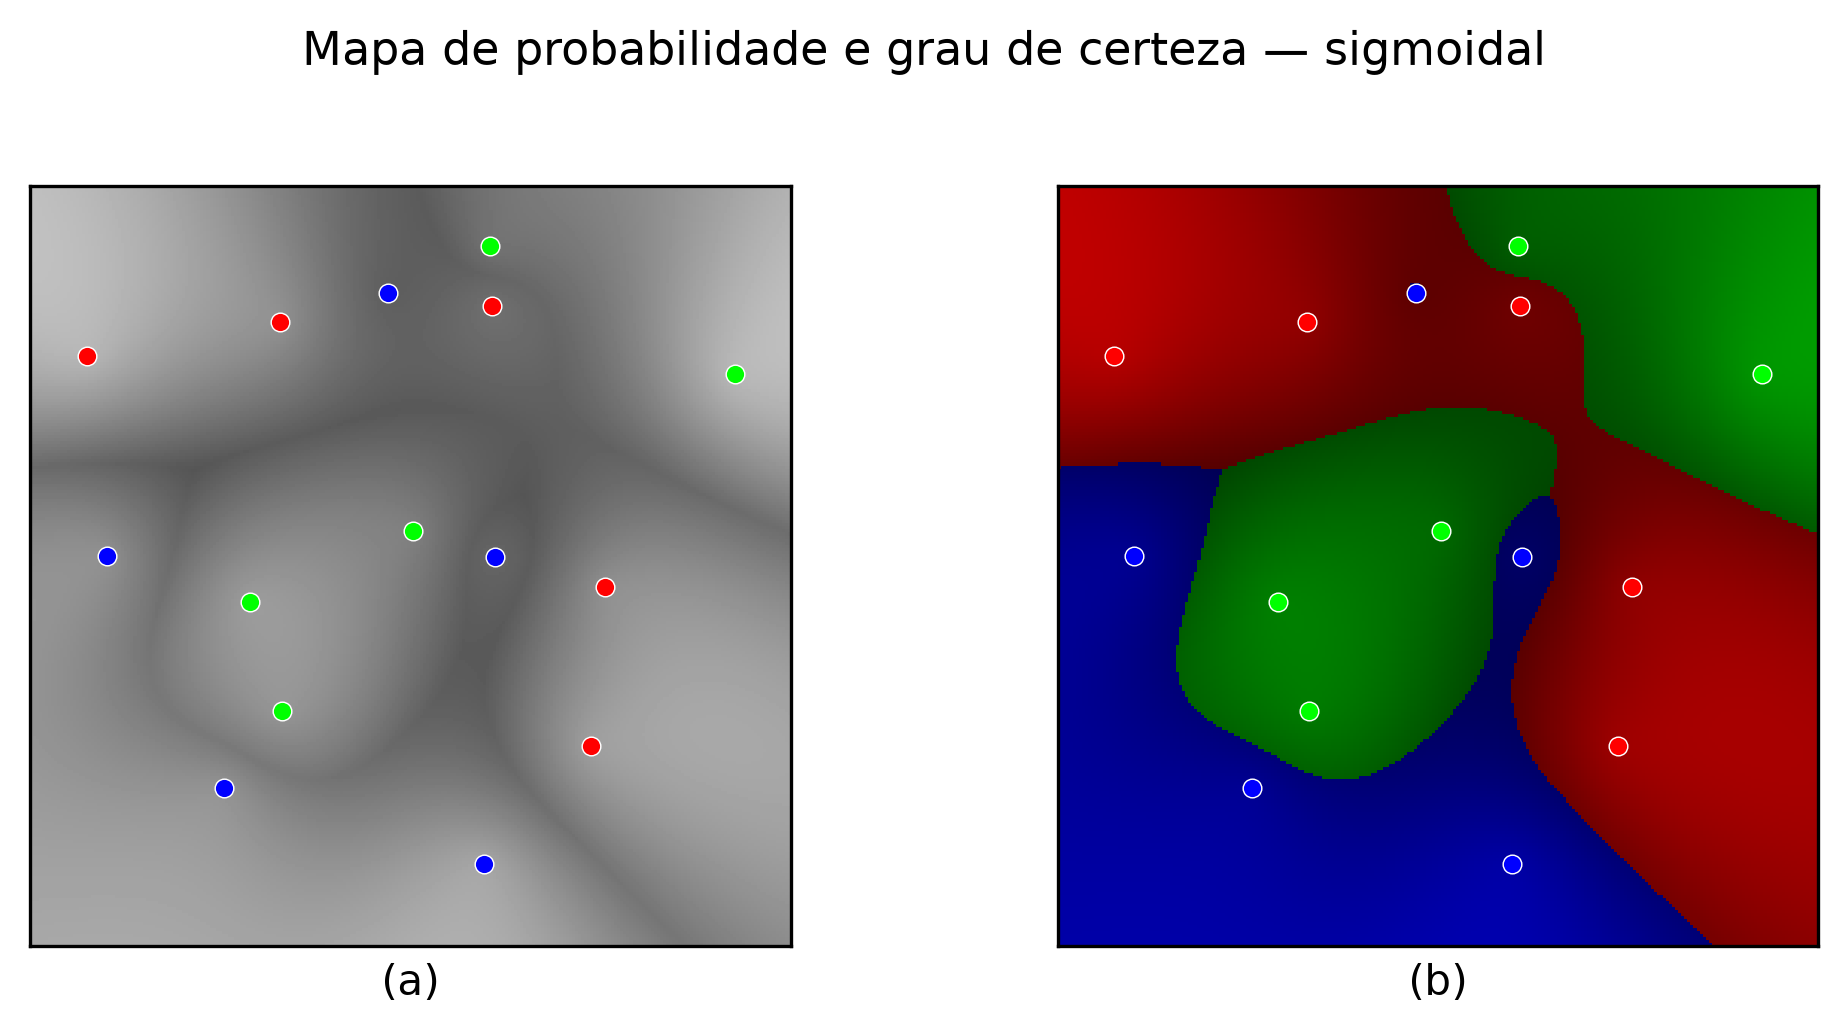 Mapa de probabilidade e grau de certeza — sigmoidal
(a)
(b)